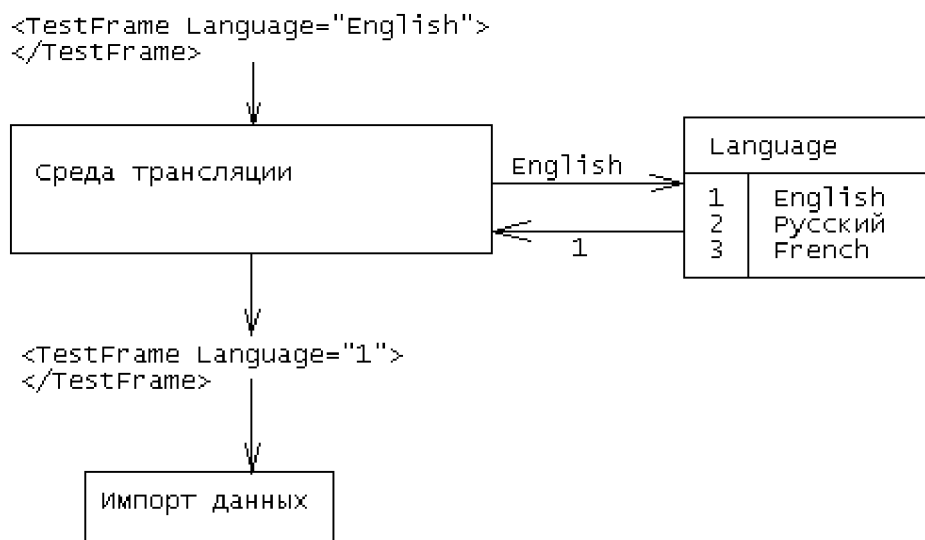 <TestFrame Language="English">
</TestFrame>
Среда трансляции
English
1
Language
1 English
2 Русский
3 French
<TestFrame Language="1">
</TestFrame>
Импорт данных